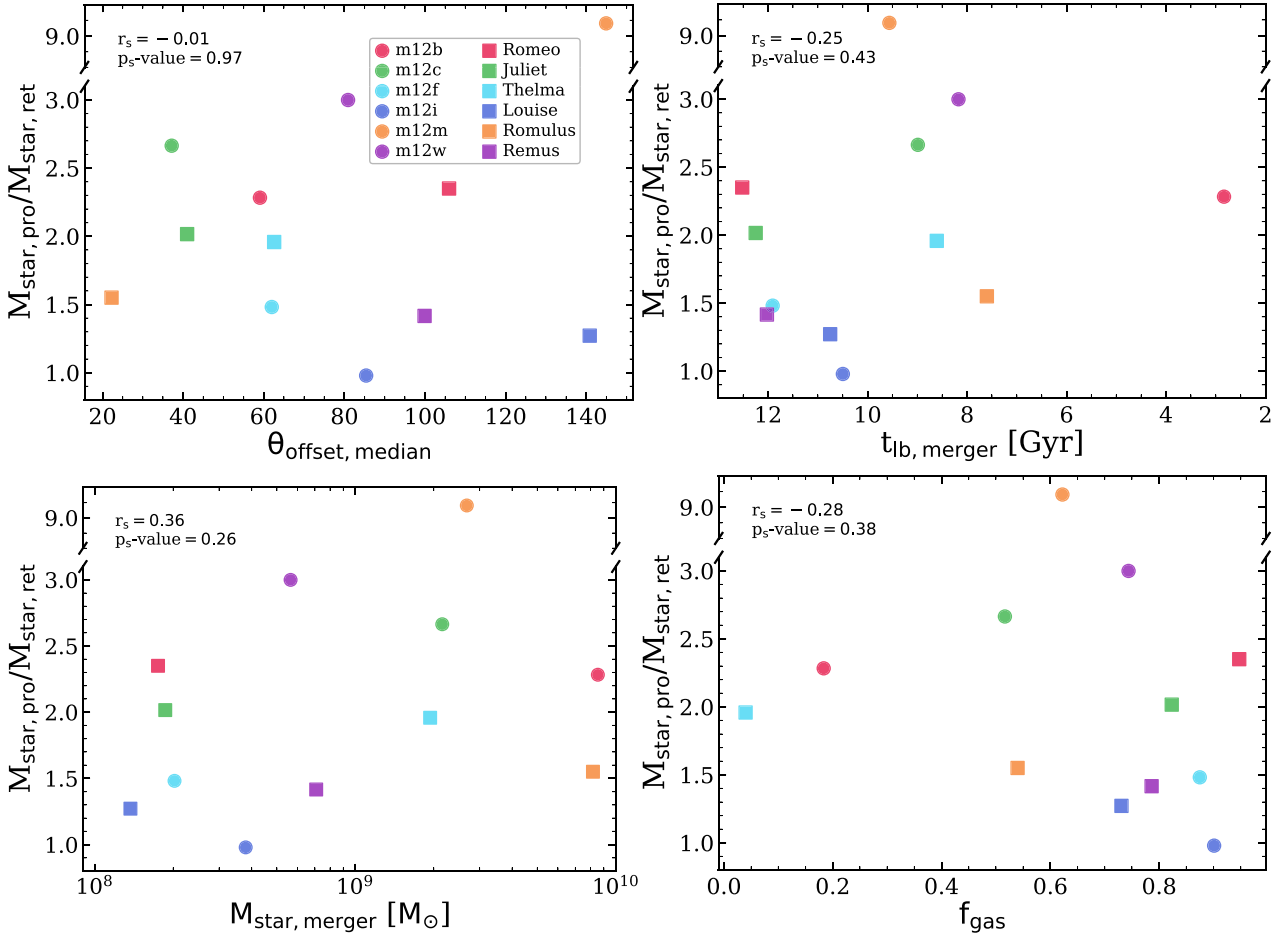 r_s = −0.01
p_s-value = 0.97
9.0
3.0
2.5
2.0
1.5
1.0
M_star, pro/M_star, ret
m12b
m12c
m12f
m12i
m12m
m12w
Romeo
Juliet
Thelma
Louise
Romulus
Remus
20 40 60 80 100 120 140
θ_offset, median
r_s = −0.25
p_s-value = 0.43
9.0
3.0
2.5
2.0
1.5
1.0
M_star, pro/M_star, ret
12 10 8 6 4 2
t_lb, merger [Gyr]
r_s = 0.36
p_s-value = 0.26
9.0
3.0
2.5
2.0
1.5
1.0
M_star, pro/M_star, ret
10^8 10^9 10^10
M_star, merger [M_⊙]
r_s = −0.28
p_s-value = 0.38
9.0
3.0
2.5
2.0
1.5
1.0
M_star, pro/M_star, ret
0.0 0.2 0.4 0.6 0.8
f_gas